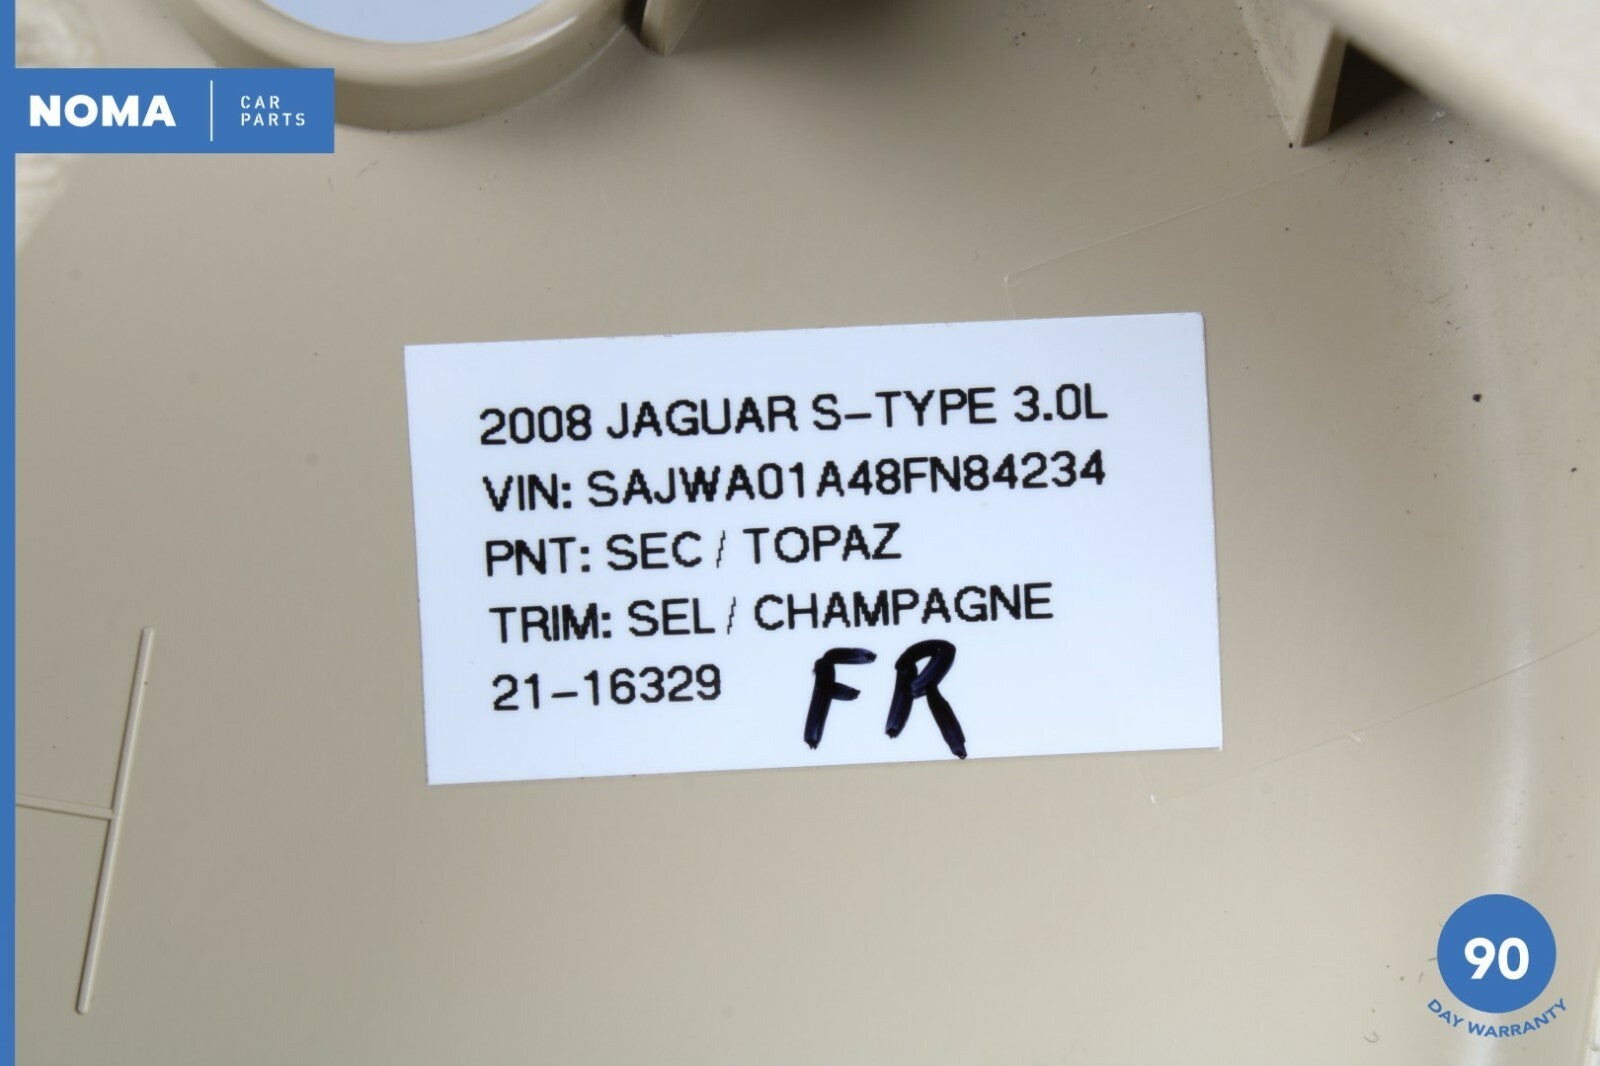 NOMA
CAR
PARTS
2008 JAGUAR S-TYPE 3.0L
VIN: SAJWA01A48FN84234
PNT: SEC / TOPAZ
TRIM: SEL / CHAMPAGNE
21-16329 FR
90
DAY WARRANTY